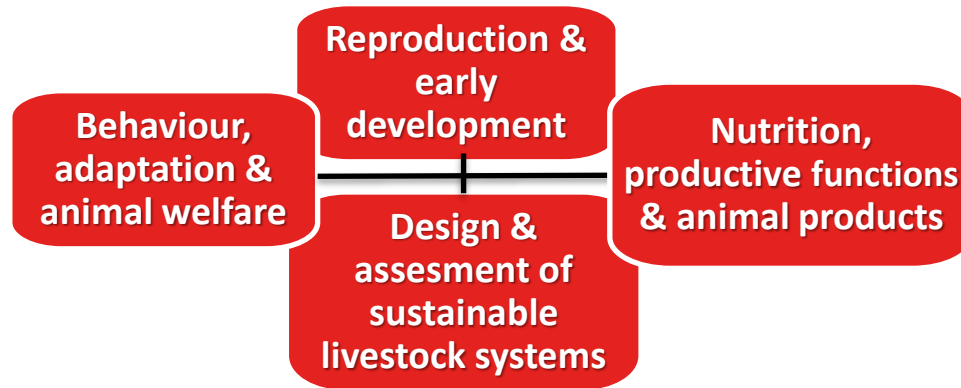 Reproduction &
early
development
Behaviour,
adaptation &
animal welfare
Nutrition,
productive functions
& animal products
Design &
assesment of
sustainable
livestock systems